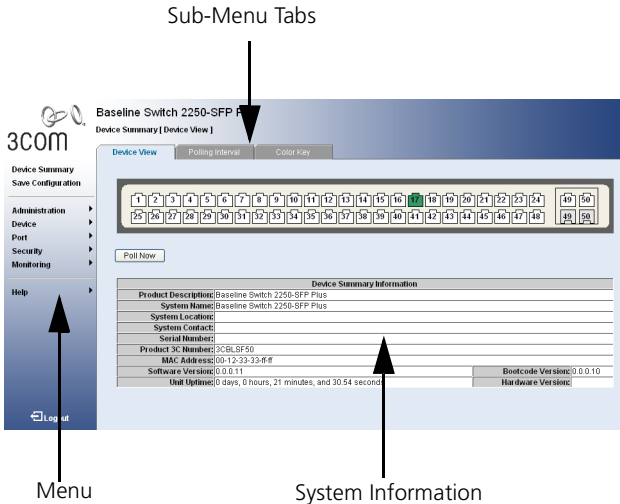 Sub-Menu Tabs
3COM
Baseline Switch 2250-SFP P
Device Summary [ Device View ]
Device View Polling Interval Color Key
Device Summary
Save Configuration
Administration
Device
Port
Security
Monitoring
Help
Logout
1 2 3 4 5 6 7 8 9 10 11 12 13 14 15 16 17 18 19 20 21 22 23 24 49 50
25 26 27 28 29 30 31 32 33 34 35 36 37 38 39 40 41 42 43 44 45 46 47 48 49 50
Poll Now
Device Summary Information
Product Description: Baseline Switch 2250-SFP Plus
System Name: Baseline Switch 2250-SFP Plus
System Location:
System Contact:
Serial Number:
Product 3C Number: 3CBLSF50
MAC Address: 00-12-33-33-ff-ff
Software Version: 0.0.0.11 Bootcode Version: 0.0.0.10
Unit Uptime: 0 days, 0 hours, 21 minutes, and 30.54 seconds Hardware Version:
Menu
System Information